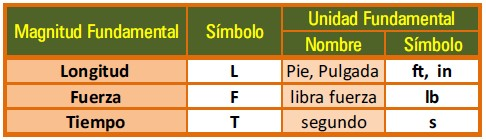 Magnitud Fundamental Símbolo Unidad Fundamental
Nombre Símbolo
Longitud L Pie, Pulgada ft, in
Fuerza F libra fuerza lb
Tiempo T segundo s